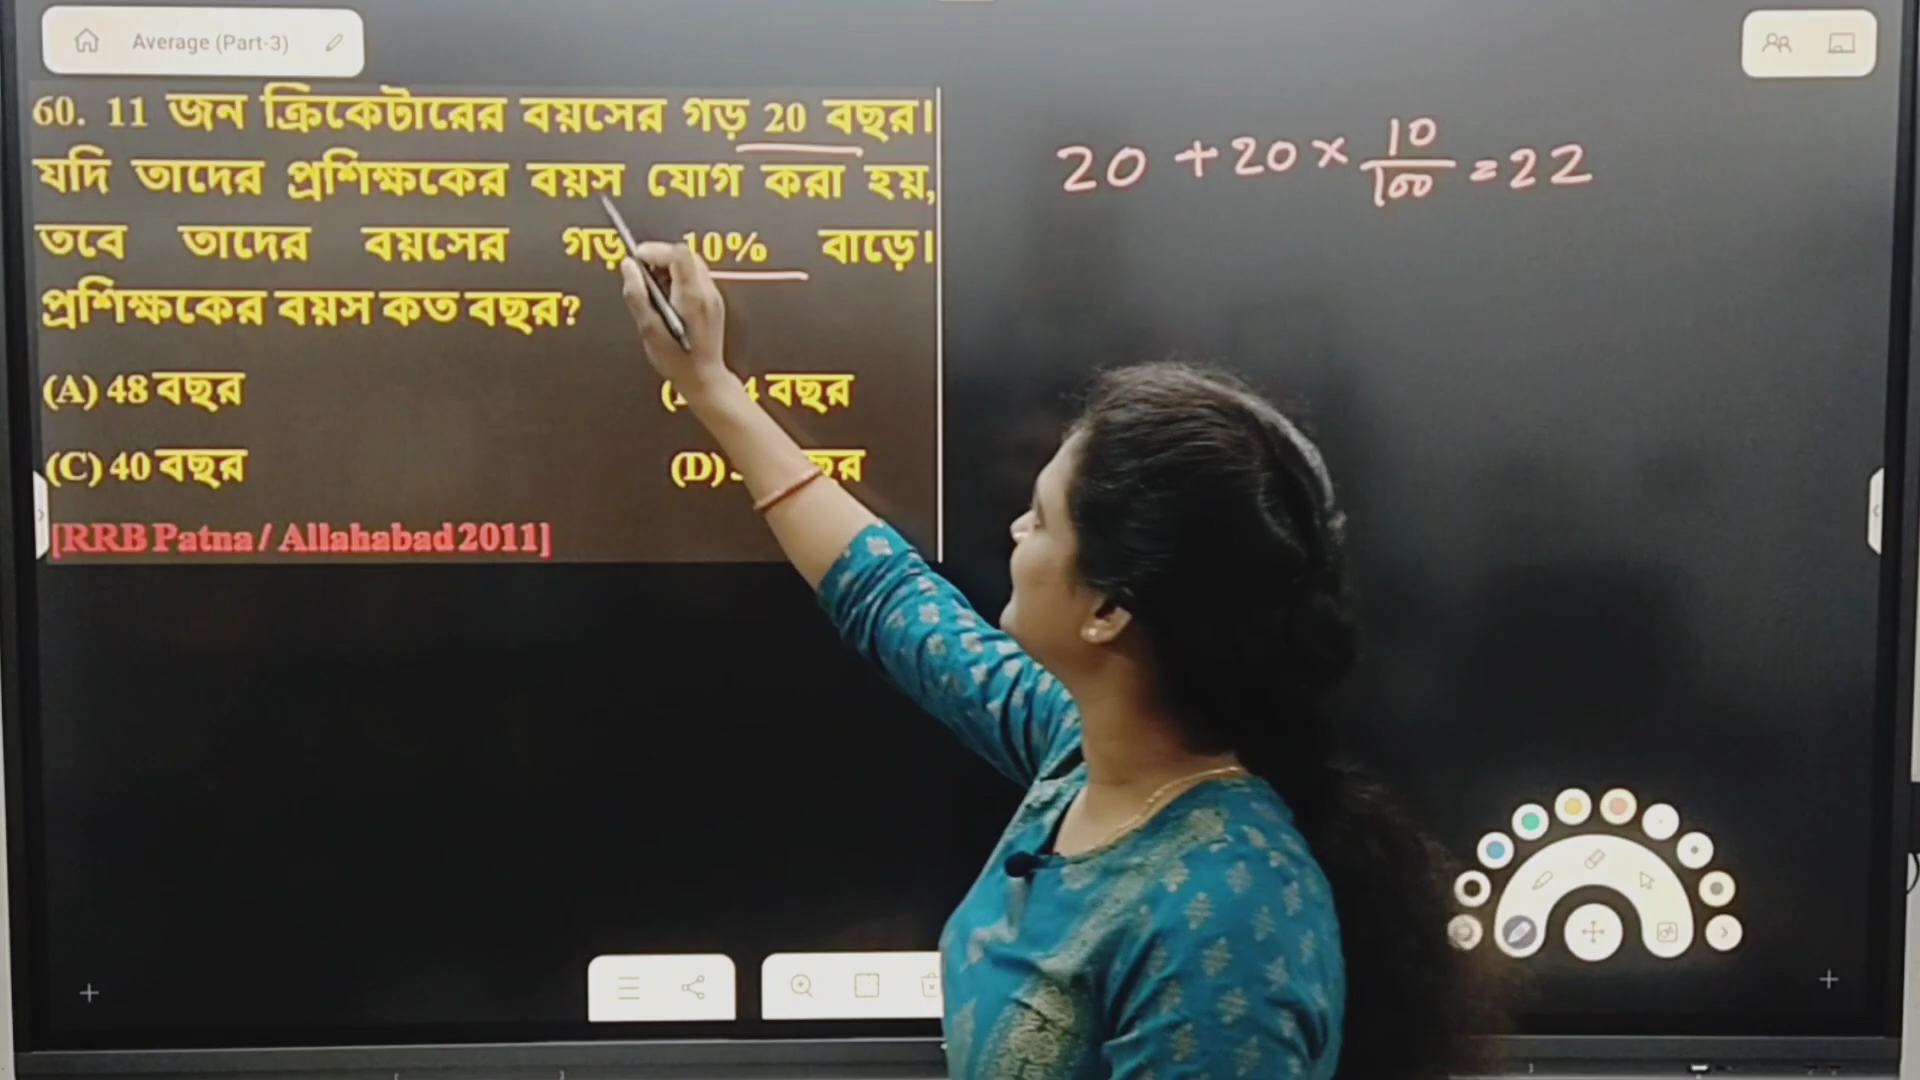 Average (Part-3)
60. 11 জন ক্রিকেটারের বয়সের গড় 20 বছর।
যদি তাদের প্রশিক্ষকের বয়স যোগ করা হয়,
তবে তাদের বয়সের গড় 10% বাড়ে।
প্রশিক্ষকের বয়স কত বছর?
(A) 48 বছর
বছর
(C) 40 বছর
(D)
[RRB Patna / Allahabad 2011]
20 + 20 × 10/100 = 22